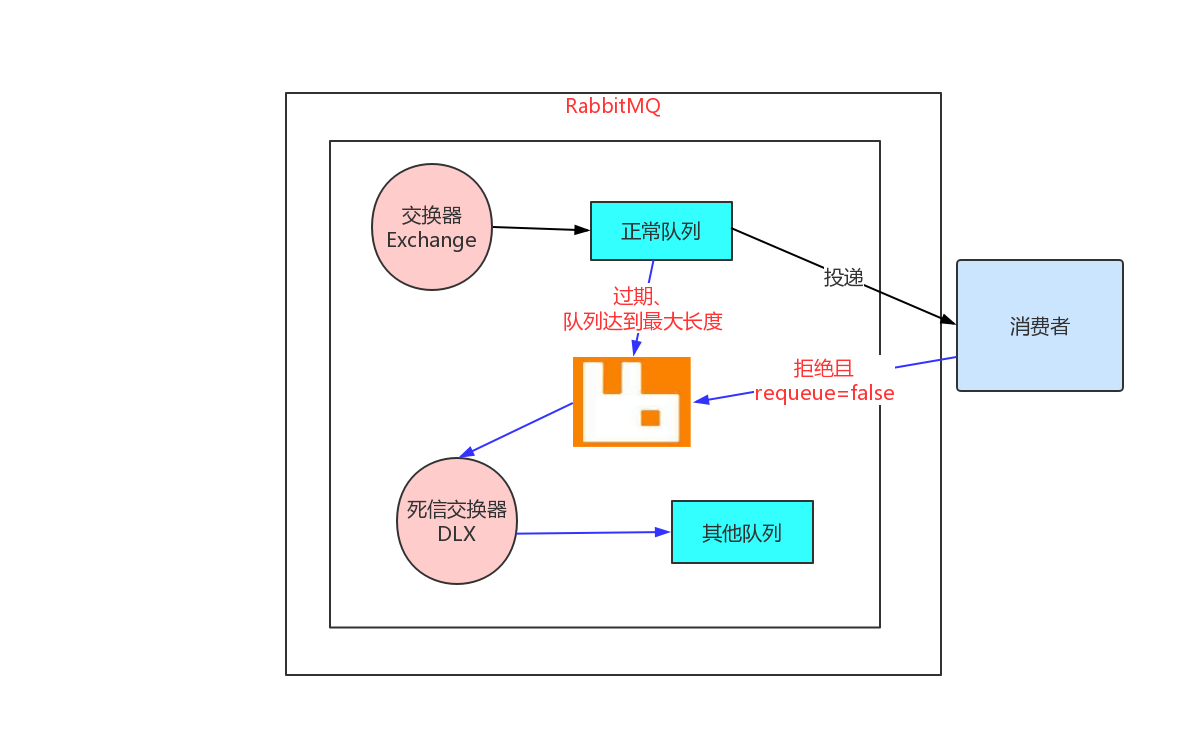 RabbitMQ
交换器
Exchange
正常队列
投递
过期、
队列达到最大长度
消费者
拒绝且
requeue=false
死信交换器
DLX
其他队列